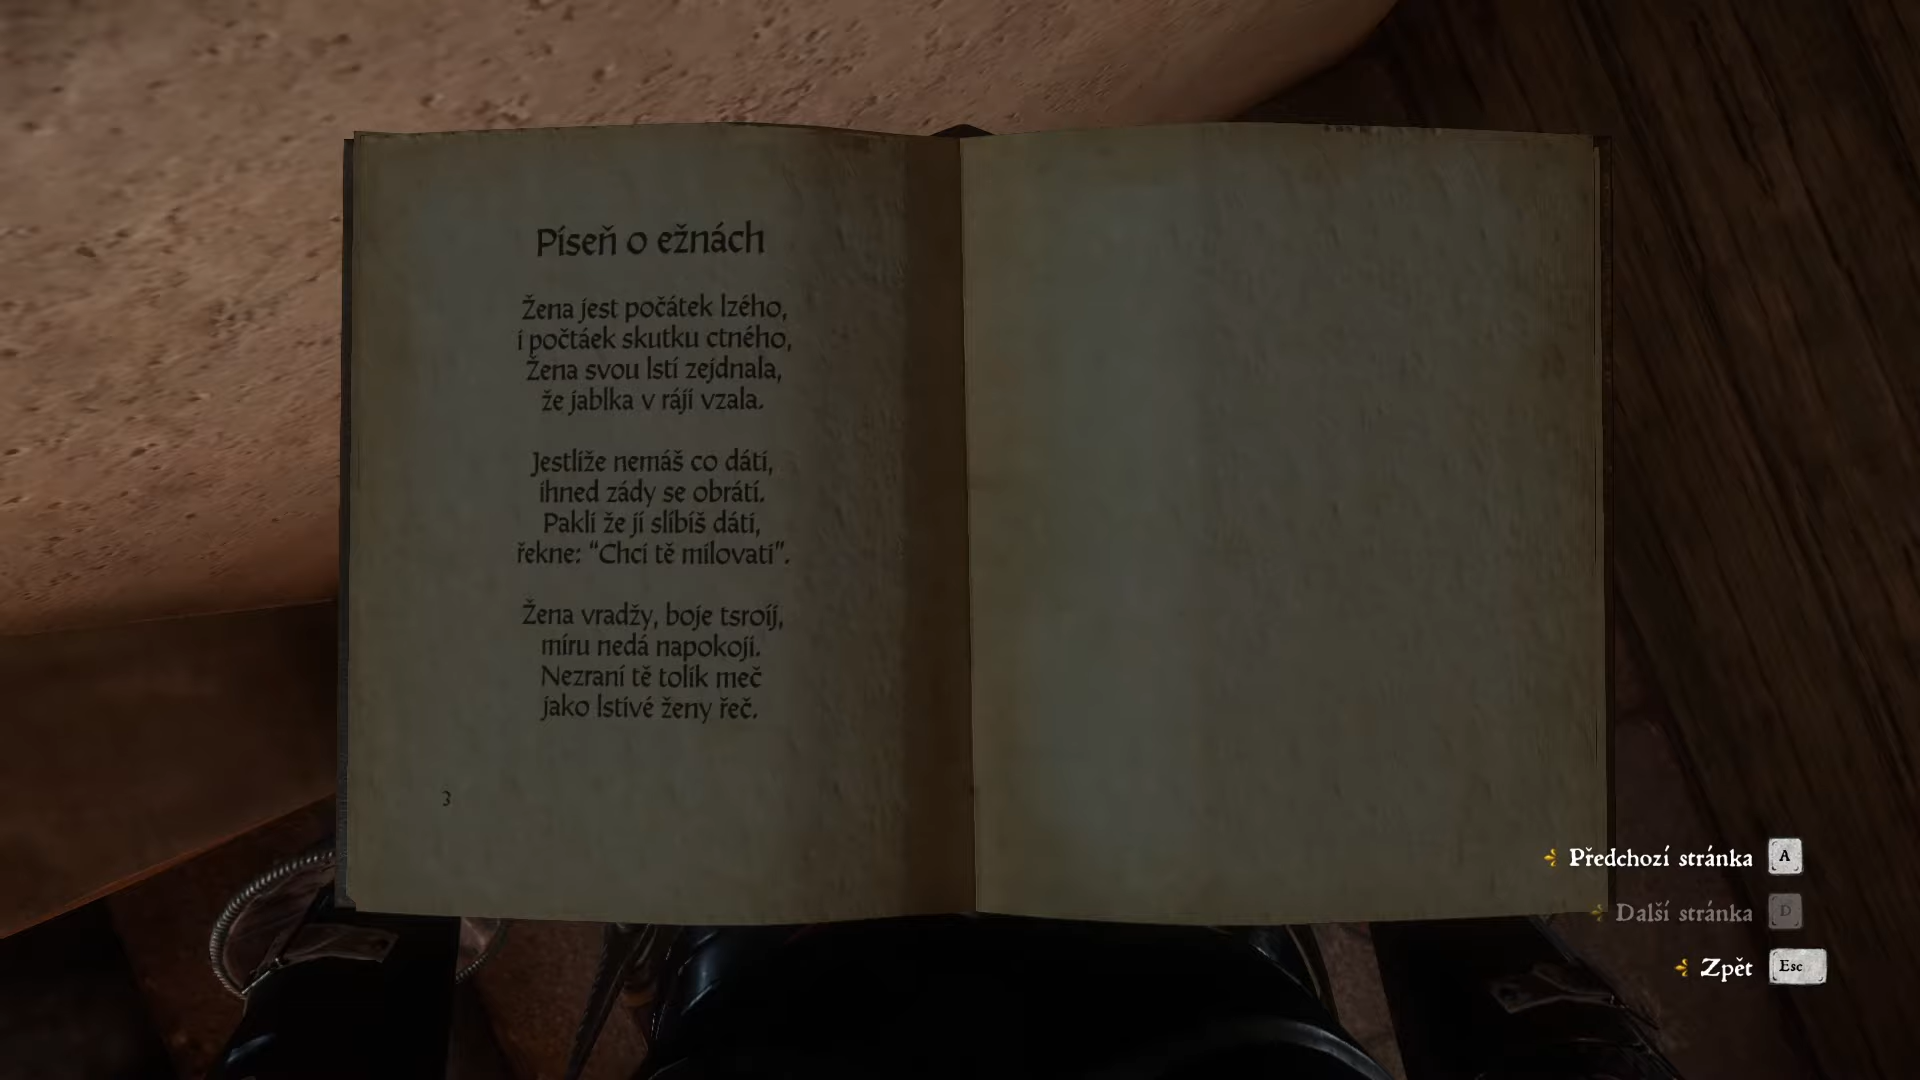 Píseň o ežnách
Žena jest počátek lzého,
i počtáek skutku ctného,
Žena svou lstí zejdnala,
že jablka v ráji vzala.
Jestliže nemáš co dáti,
ihned zády se obrátí.
Pakli že jí slíbíš dáti,
řekne: “Chci tě milovati”.
Žena vradžy, boje tsroíj,
míru nedá napokoji.
Nezraní tě tolik meč
jako lstivé ženy řeč.
3
Předchozí stránka A
Další stránka D
Zpět Esc